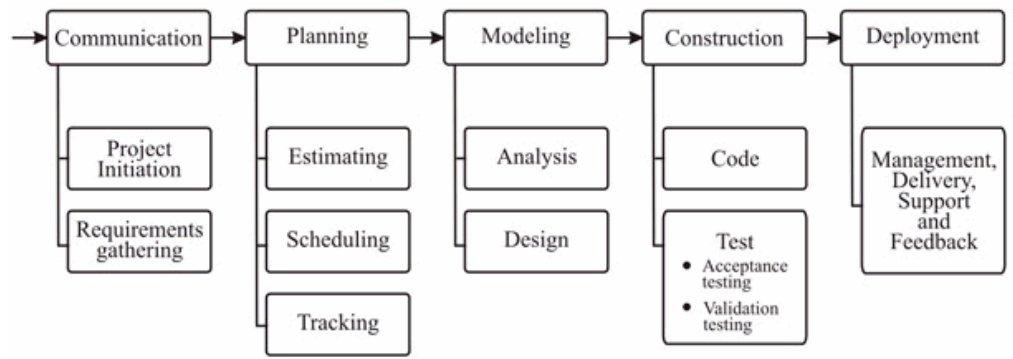 Communication
Planning
Modeling
Construction
Deployment
Project
Initiation
Requirements
gathering
Estimating
Scheduling
Tracking
Analysis
Design
Code
Test
• Acceptance
testing
• Validation
testing
Management,
Delivery,
Support
and
Feedback